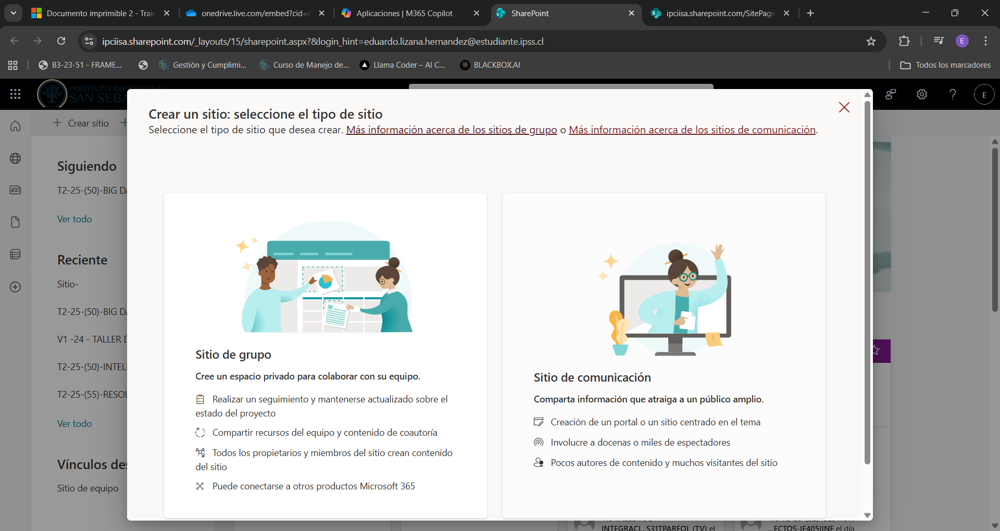 Documento imprimible 2 - Train
onedrive.live.com/embed?cid=E
Aplicaciones | M365 Copilot
SharePoint
ipciisa.sharepoint.com/SitePage
ipciisa.sharepoint.com/_layouts/15/sharepoint.aspx?&login_hint=eduardo.lizana.hernandez@estudiante.ipss.cl
E
B3-23-51 - FRAME...
Gestión y Cumplimi...
Curso de Manejo de...
Llama Coder – AI C...
BLACKBOX.AI
Todos los marcadores
INSTITUTO PROFESIONAL
SAN SEBA
E
Crear sitio
Siguiendo
T2-25-(50)-BIG DA
Ver todo
Reciente
Sitio-
T2-25-(50)-BIG DA
V1 -24 - TALLER D
T2-25-(50)-INTELI
T2-25-(55)-RESOL
Ver todo
Vínculos des
Sitio de equipo
Crear un sitio: seleccione el tipo de sitio
Seleccione el tipo de sitio que desea crear. Más información acerca de los sitios de grupo o Más información acerca de los sitios de comunicación.
Sitio de grupo
Cree un espacio privado para colaborar con su equipo.
Realizar un seguimiento y mantenerse actualizado sobre el
estado del proyecto
Compartir recursos del equipo y contenido de coautoría
Todos los propietarios y miembros del sitio crean contenido
del sitio
Puede conectarse a otros productos Microsoft 365
Sitio de comunicación
Comparta información que atraiga a un público amplio.
Creación de un portal o un sitio centrado en el tema
Involucre a docenas o miles de espectadores
Pocos autores de contenido y muchos visitantes del sitio
INTEGRACI...S31TPAREOL (TV) el
...ECTOS-IF405IINE el día